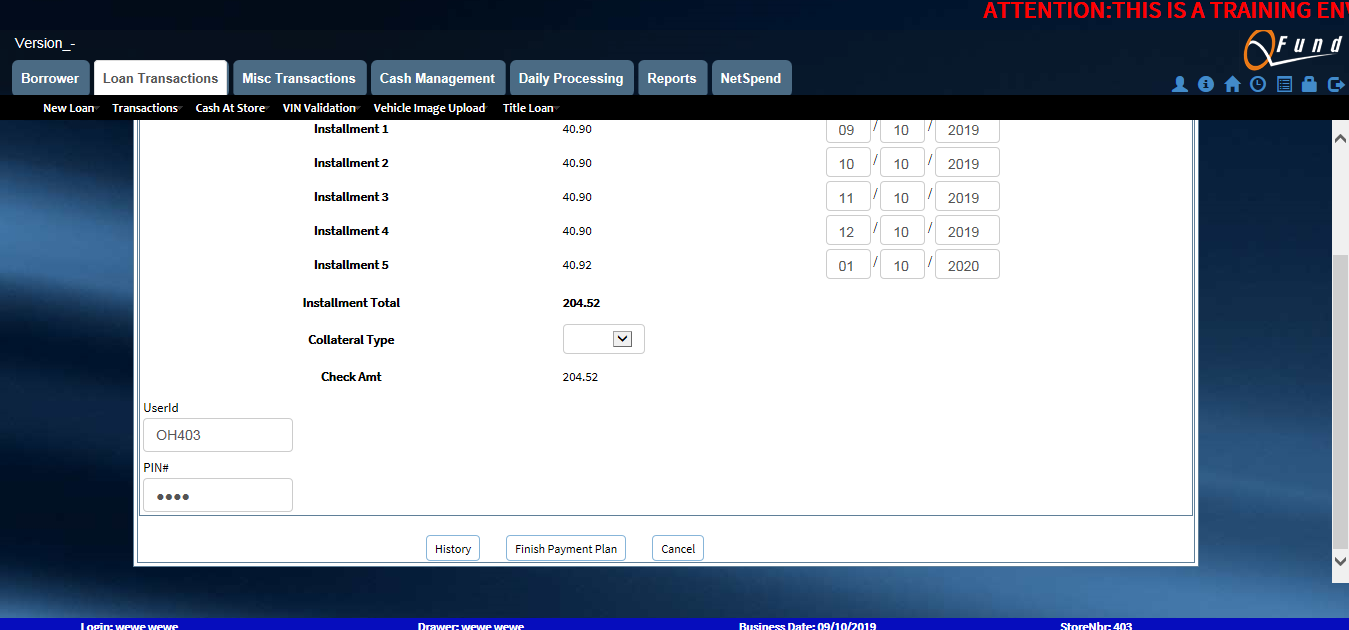 ATTENTION:THIS IS A TRAINING ENV
Version_-
QFund
Borrower Loan Transactions Misc Transactions Cash Management Daily Processing Reports NetSpend
New Loan Transactions Cash At Store VIN Validation Vehicle Image Upload Title Loan
Installment 1 40.90 09 / 10 / 2019
Installment 2 40.90 10 / 10 / 2019
Installment 3 40.90 11 / 10 / 2019
Installment 4 40.90 12 / 10 / 2019
Installment 5 40.92 01 / 10 / 2020
Installment Total 204.52
Collateral Type
Check Amt 204.52
UserId
OH403
PIN#
••••
History Finish Payment Plan Cancel
Login: wewe wewe Drawer: wewe wewe Business Date: 09/10/2019 StoreNbr: 403